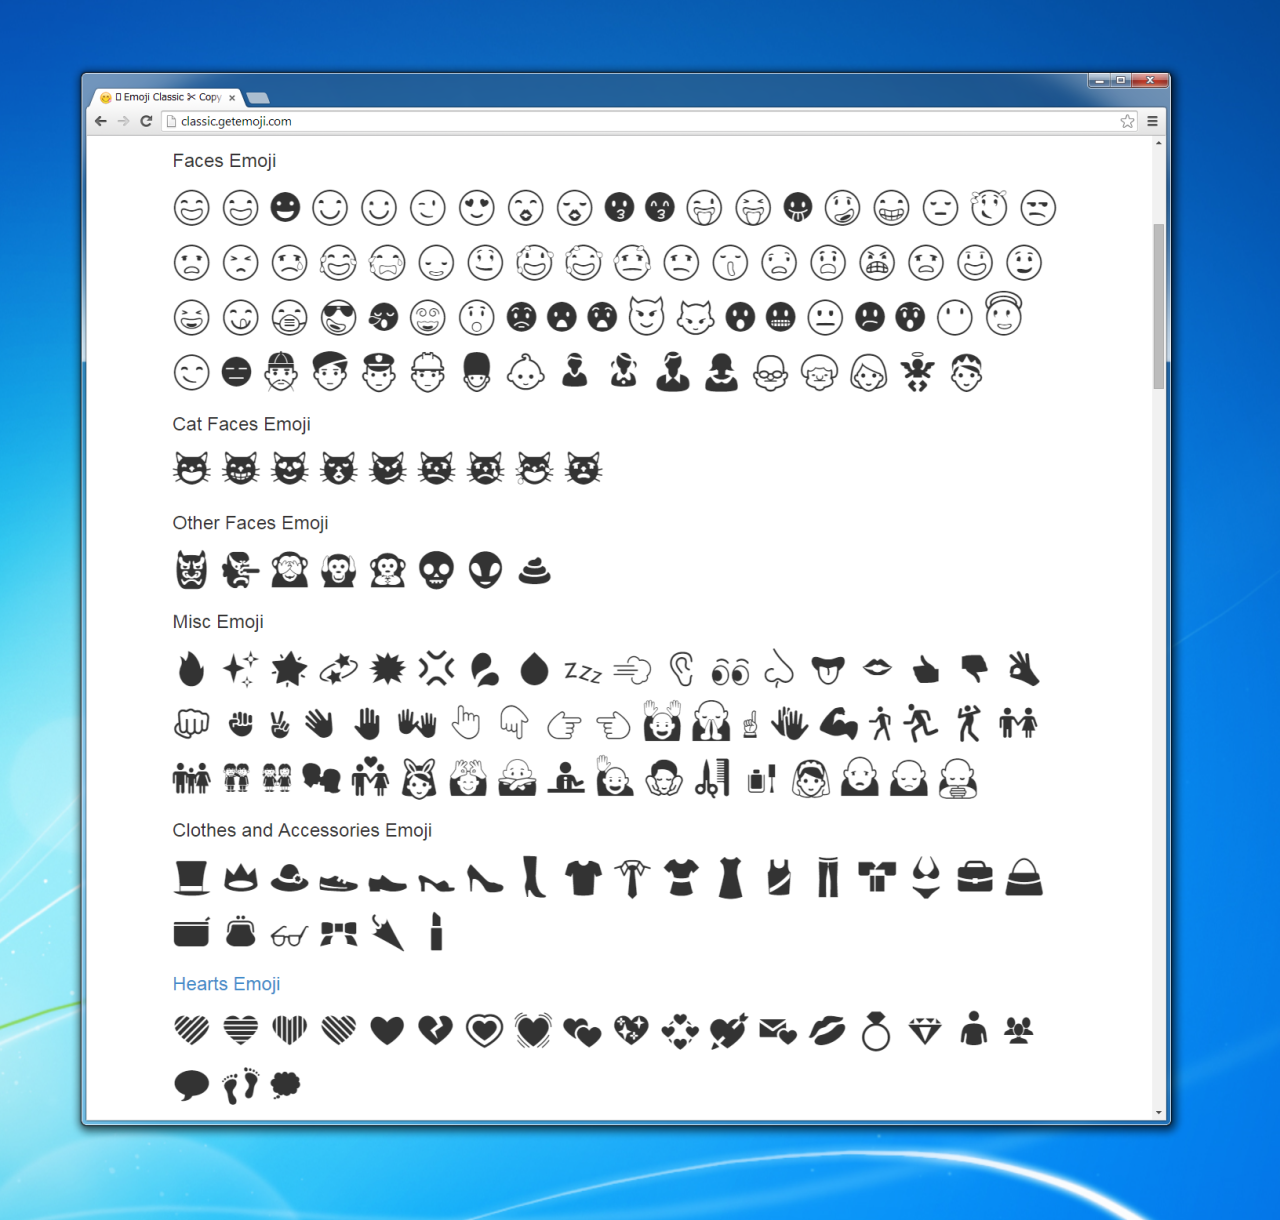 Emoji Classic ✂ Copy
classic.getemoji.com
Faces Emoji
Cat Faces Emoji
Other Faces Emoji
Misc Emoji
zzz
Clothes and Accessories Emoji
Hearts Emoji